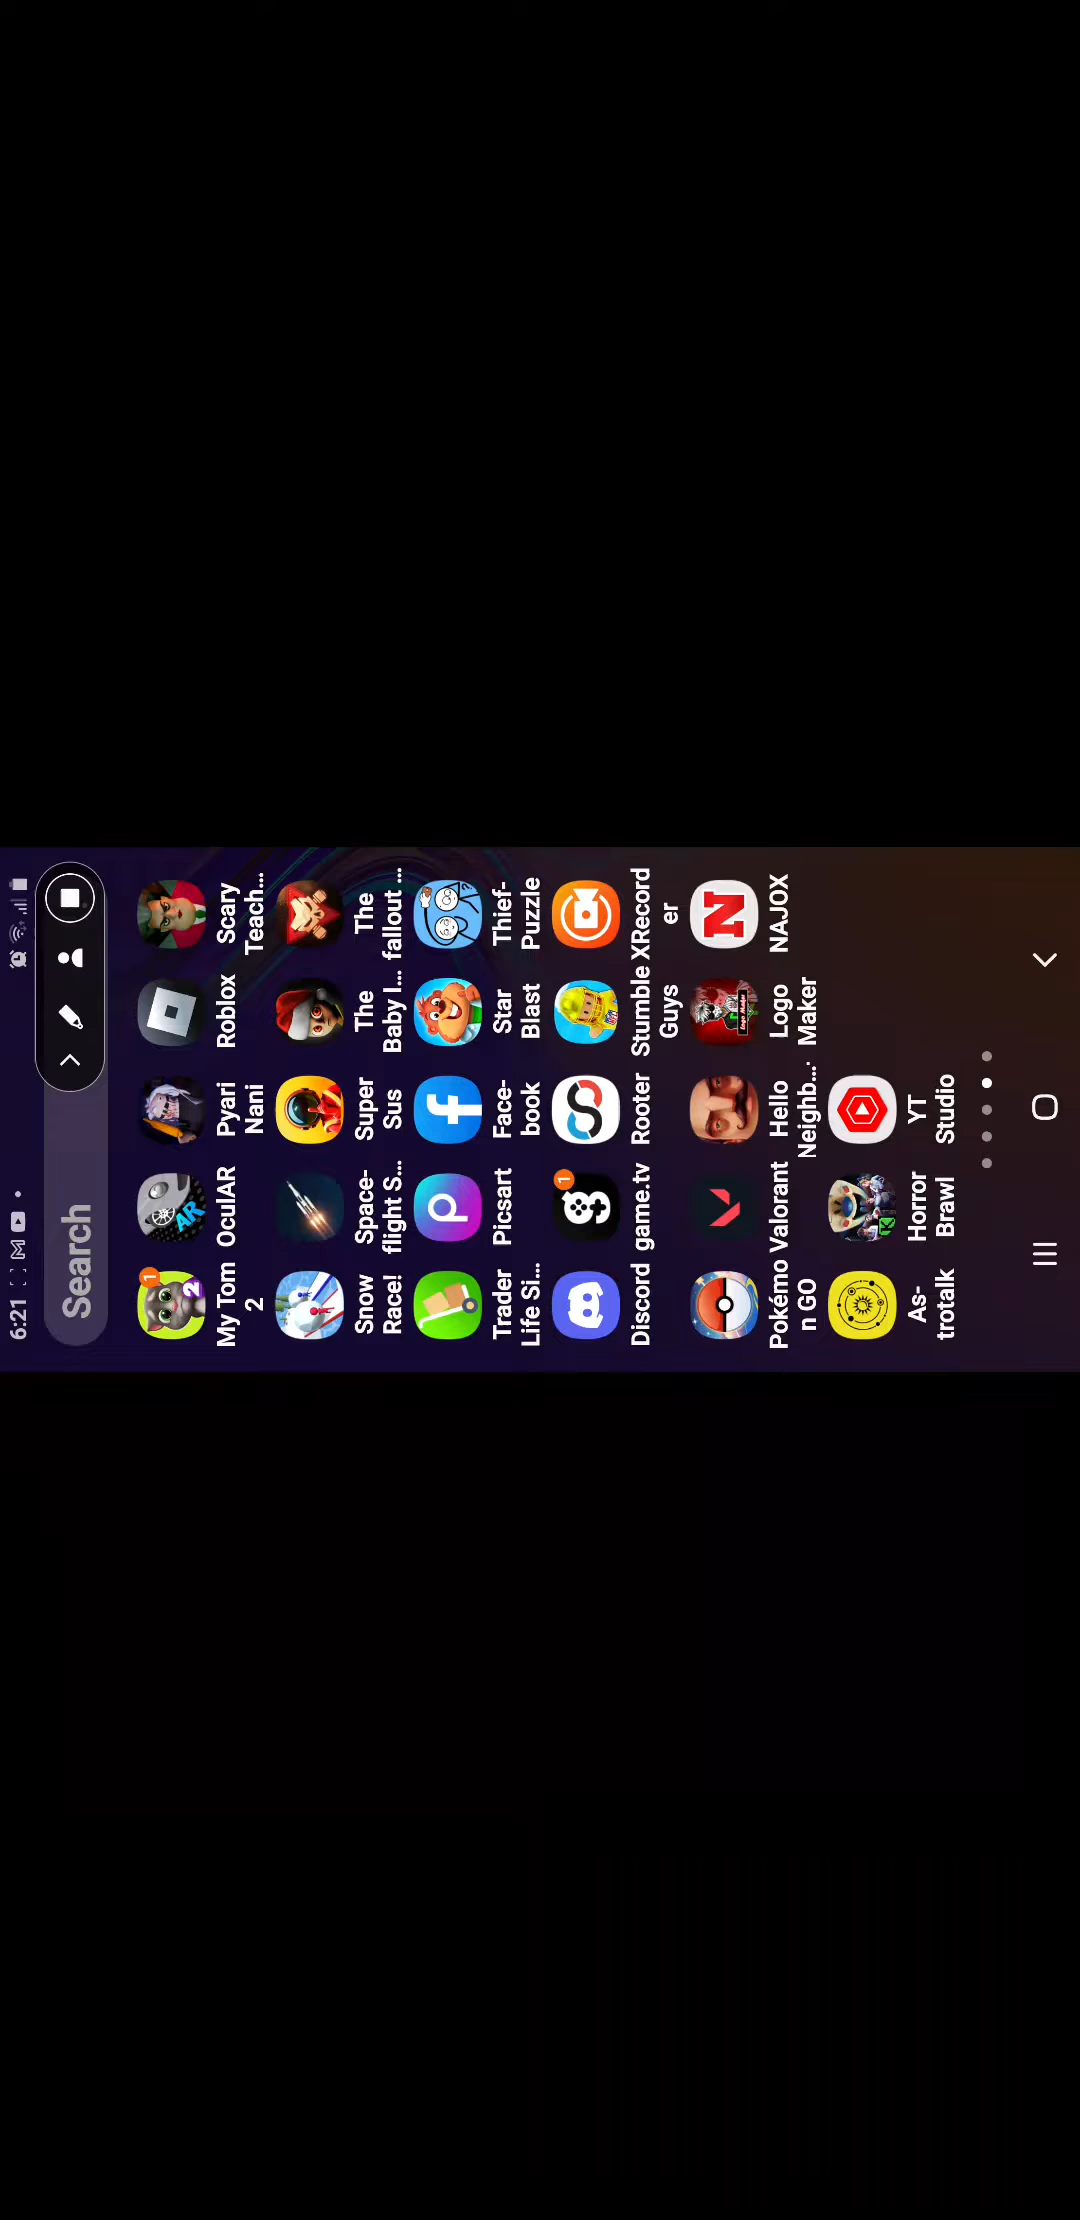 6:21
Search
My Tom
2
OculAR
AR
Pyari
Nani
Roblox
Scary
Teach...
Snow
Race!
Space-
flight S...
Super
Sus
The
Baby I...
The
fallout ...
Trader
Life Si...
Picsart
Face-
book
Star
Blast
Thief-
Puzzle
Discord
game.tv
Rooter
Stumble
Guys
XRecord
er
Pokémo
n GO
Valorant
Hello
Neighb...
Logo
Maker
NAJOX
As-
trotalk
Horror
Brawl
YT
Studio